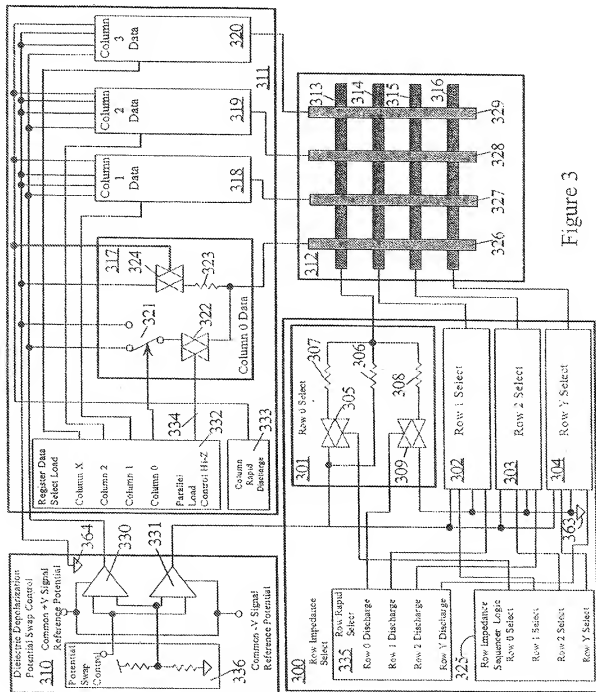 Dielectric Depolarization
Potential Swap Control
310 Common +V Signal
Reference Potential
Potential
Swap
Control
364
330
331
336
Common -V Signal
Reference Potential
Register Data
Select Load
Column X
Column 2
Column 1
Column 0
Parallel
Load
Control Hi-Z
332
334
Column
Rapid
Discharge
333
321
322
317
324
323
Column 0 Data
Column
1
Data
318
Column
2
Data
319
Column
3
Data
320
311
300
Row Impedance
Select
335 Row Rapid
Select
Row 0 Discharge
Row 1 Discharge
Row 2 Discharge
Row Y Discharge
325
Row Impedance
Sequencer Logic
Row 0 Select
Row 1 Select
Row 2 Select
Row Y Select
301
Row 0 Select
307
305
306
309
308
302
Row 1 Select
303
Row 2 Select
304
Row Y Select
363
312
313
314
315
316
326
327
328
329
Figure 3